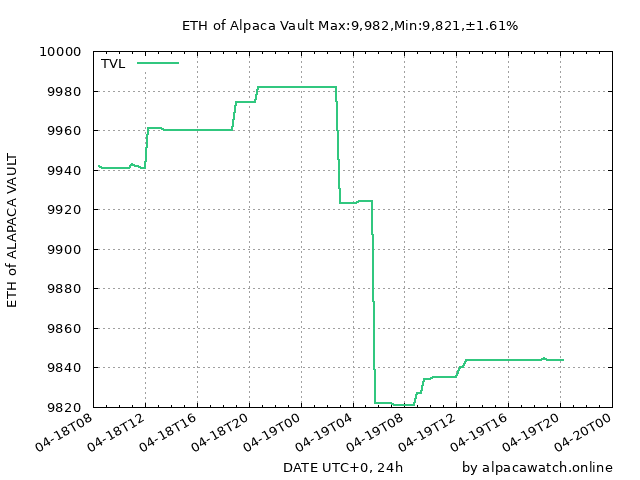 ETH of Alpaca Vault Max:9,982,Min:9,821,±1.61%
10000
TVL
9980
9960
9940
9920
9900
9880
9860
9840
9820
ETH of ALAPACA VAULT
04-18T08
04-18T12
04-18T16
04-18T20
04-19T00
04-19T04
04-19T08
04-19T12
04-19T16
04-19T20
04-20T00
DATE UTC+0, 24h
by alpacawatch.online